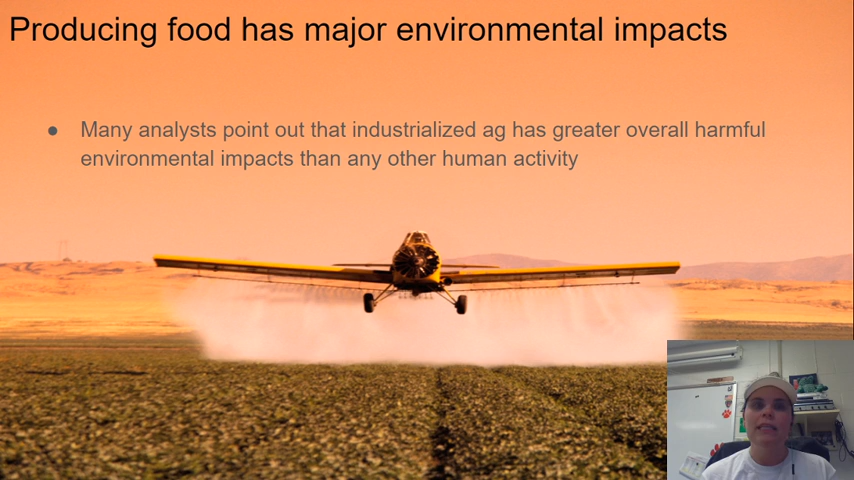 Producing food has major environmental impacts
● Many analysts point out that industrialized ag has greater overall harmful
environmental impacts than any other human activity